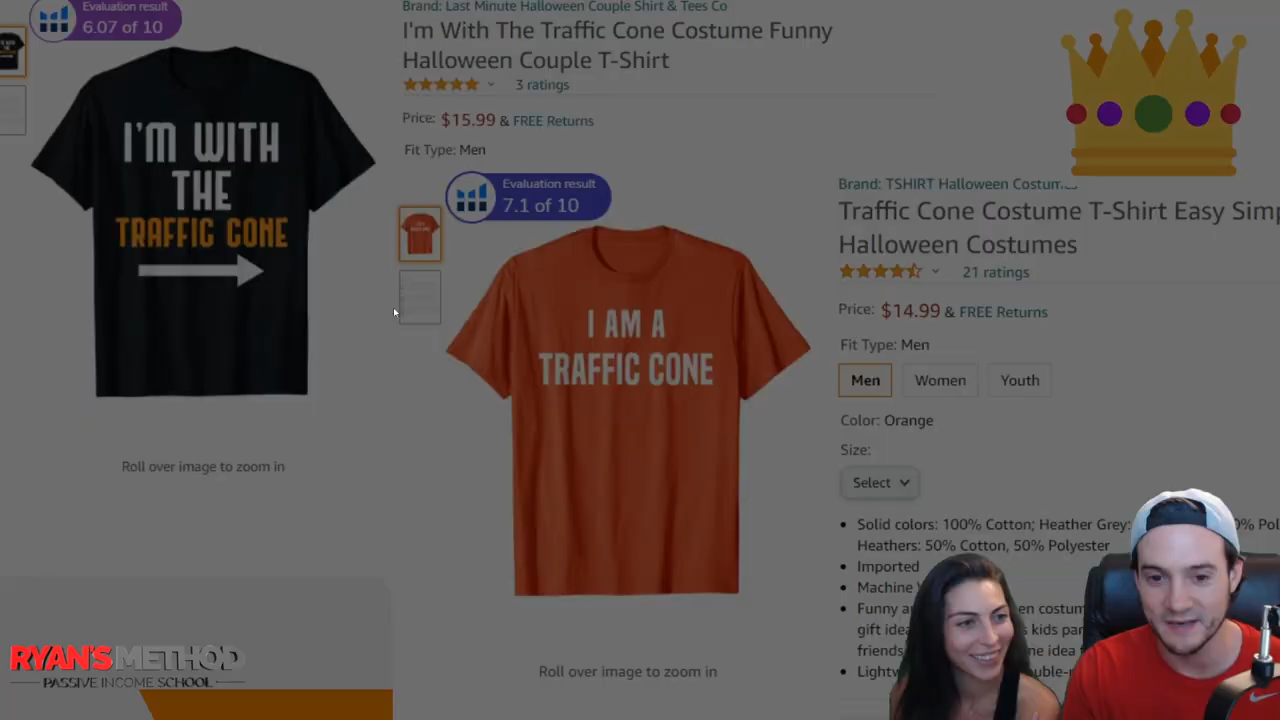 Evaluation result
6.07 of 10
I'M WITH
THE
TRAFFIC CONE
Roll over image to zoom in
Brand: Last Minute Halloween Couple Shirt & Tees Co
I'm With The Traffic Cone Costume Funny
Halloween Couple T-Shirt
3 ratings
Price: $15.99 & FREE Returns
Fit Type: Men
Evaluation result
7.1 of 10
I AM A
TRAFFIC CONE
Roll over image to zoom in
Brand: TSHIRT Halloween
Traffic Cone Costume T-Shirt Easy
Halloween Costumes
21 ratings
Price: $14.99 & FREE Returns
Fit Type: Men
Men Women Youth
Color: Orange
Size:
Select
Solid colors: 100% Cotton; Heather Grey:
Heathers: 50% Cotton, 50% Polyester
Imported
Machine
Funny
gift kids
friends
RYAN'S METHOD
PASSIVE INCOME SCHOOL